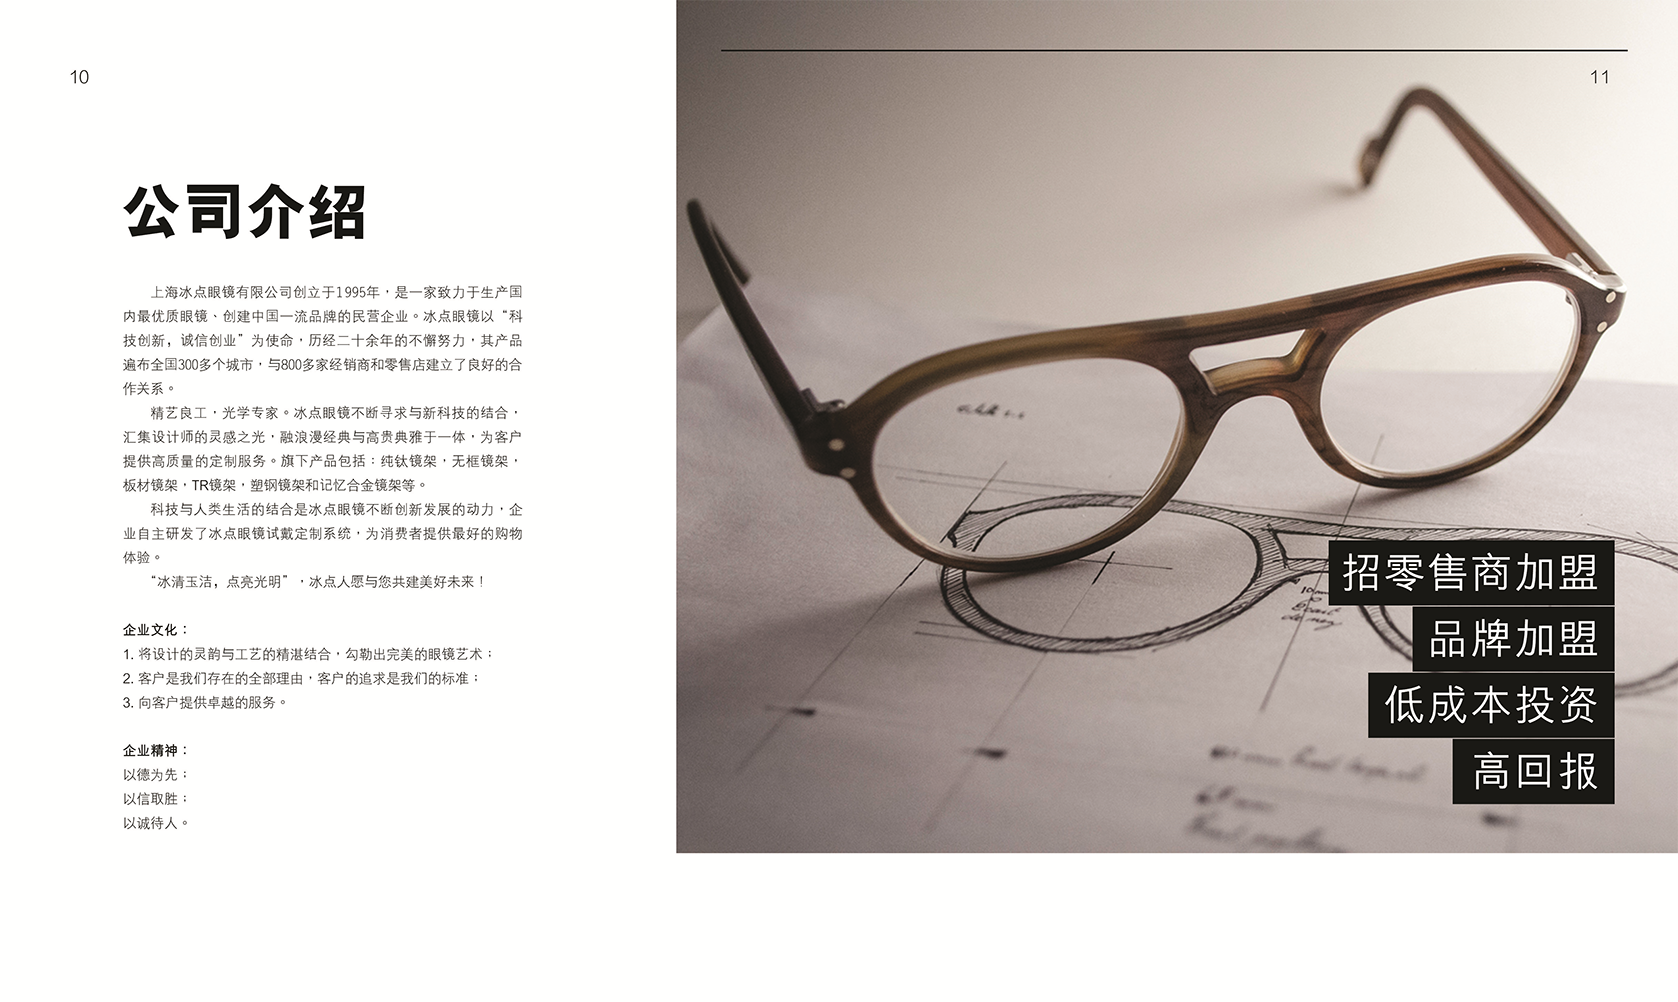 10
公司介绍
上海冰点眼镜有限公司创立于1995年，是一家致力于生产国
内最优质眼镜、创建中国一流品牌的民营企业。冰点眼镜以“科
技创新，诚信创业”为使命，历经二十余年的不懈努力，其产品
遍布全国300多个城市，与800多家经销商和零售店建立了良好的合
作关系。
精艺良工，光学专家。冰点眼镜不断寻求与新科技的结合，
汇集设计师的灵感之光，融浪漫经典与高贵典雅于一体，为客户
提供高质量的定制服务。旗下产品包括：纯钛镜架，无框镜架，
板材镜架，TR镜架，塑钢镜架和记忆合金镜架等。
科技与人类生活的结合是冰点眼镜不断创新发展的动力，企
业自主研发了冰点眼镜试戴定制系统，为消费者提供最好的购物
体验。
“冰清玉洁，点亮光明”，冰点人愿与您共建美好未来！
企业文化：
1. 将设计的灵韵与工艺的精湛结合，勾勒出完美的眼镜艺术；
2. 客户是我们存在的全部理由，客户的追求是我们的标准；
3. 向客户提供卓越的服务。
企业精神：
以德为先；
以信取胜；
以诚待人。
11
招零售商加盟
品牌加盟
低成本投资
高回报